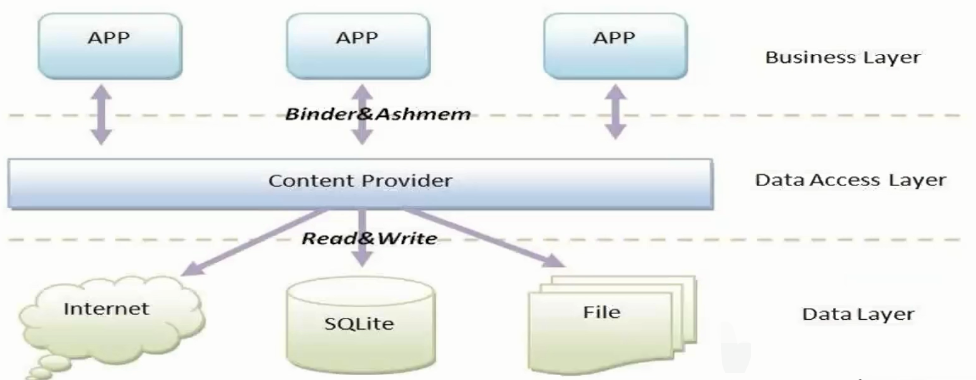 APP
APP
APP
Business Layer
Binder&Ashmem
Content Provider
Data Access Layer
Read&Write
Internet
SQLite
File
Data Layer